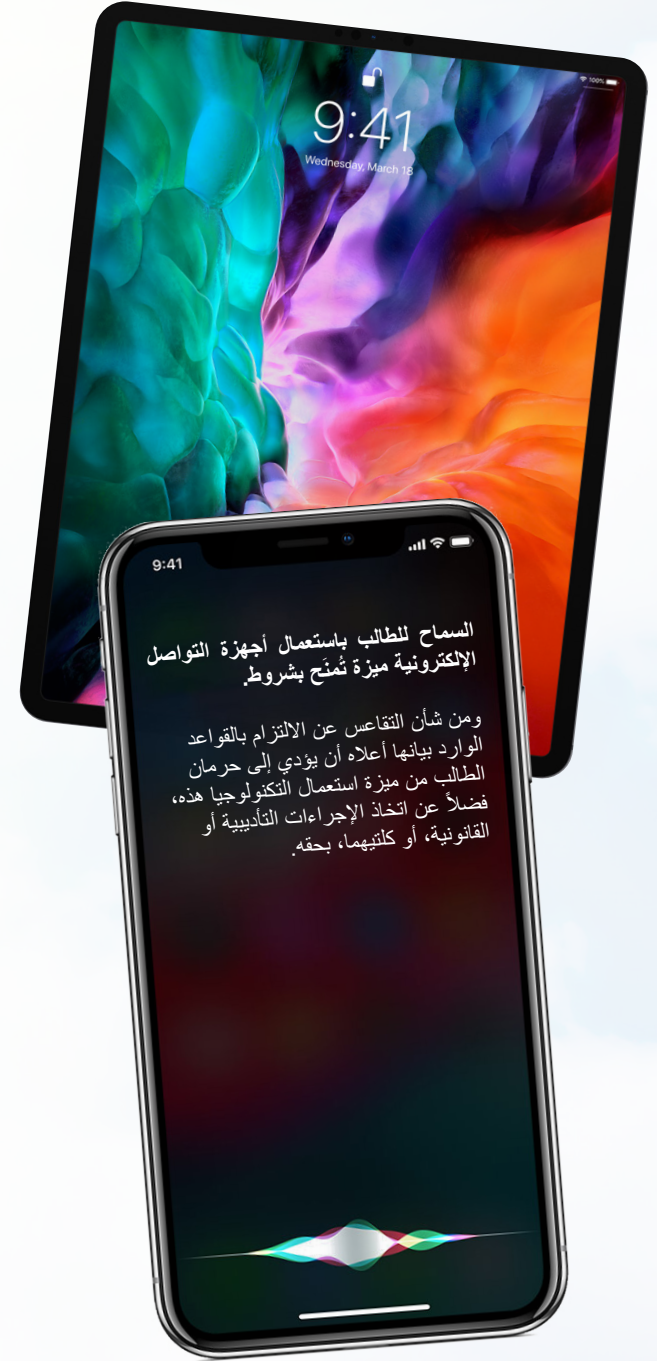 100%
9:41
Wednesday, March 18
9:41
السماح للطالب باستعمال أجهزة التواصل
الإلكترونية ميزة تُمنَح بشروط.
ومن شأن التقاعس عن الالتزام بالقواعد
الوارد بيانها أعلاه أن يؤدي إلى حرمان
الطالب من ميزة استعمال التكنولوجيا هذه،
فضلاً عن اتخاذ الإجراءات التأديبية أو
القانونية، أو كلتيهما، بحقه.